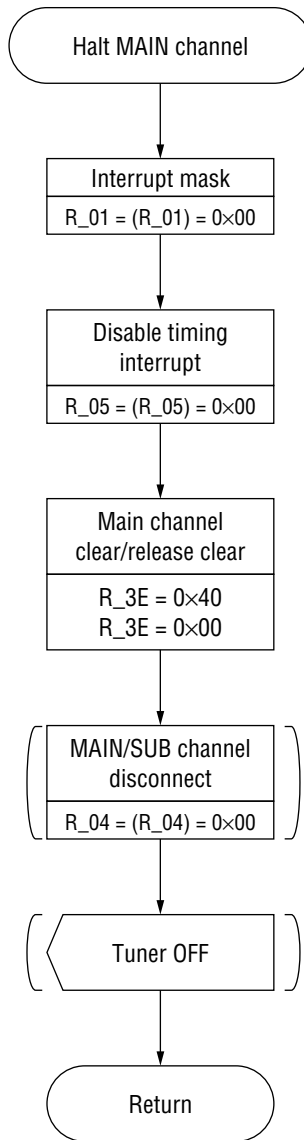 Halt MAIN channel
Interrupt mask
R_01 = (R_01) = 0×00
Disable timing
interrupt
R_05 = (R_05) = 0×00
Main channel
clear/release clear
R_3E = 0×40
R_3E = 0×00
MAIN/SUB channel
disconnect
R_04 = (R_04) = 0×00
Tuner OFF
Return